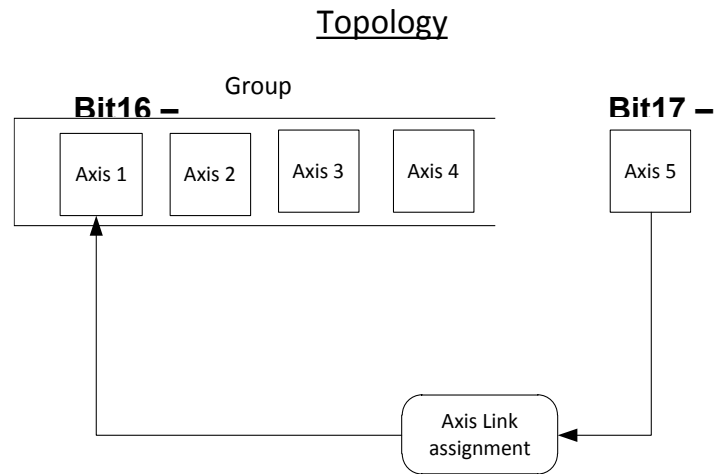 Topology
Group
Bit16 – Bit17 –
Axis 1 Axis 2 Axis 3 Axis 4 Axis 5
Axis Link
assignment